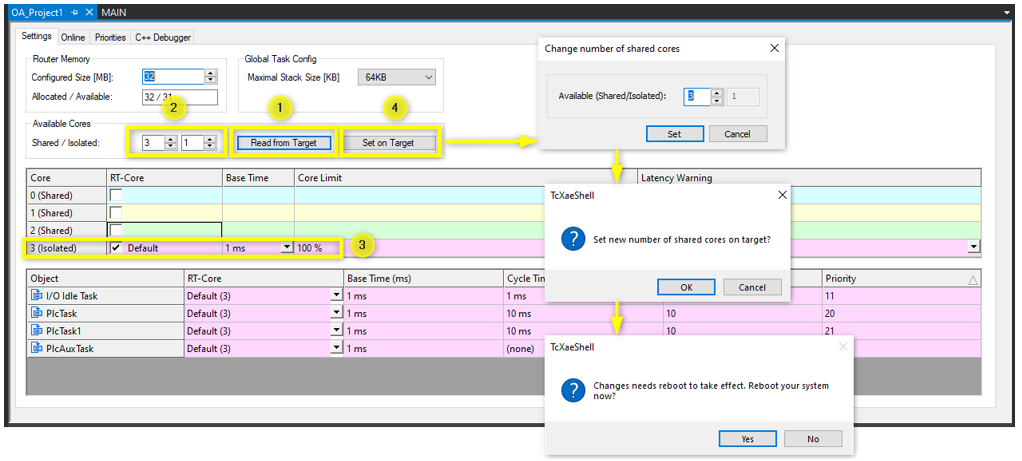 OA_Project1 MAIN
Settings Online Priorities C++ Debugger
Router Memory
Configured Size [MB]: 32
Allocated / Available: 32 / 31
Global Task Config
Maximal Stack Size [KB] 64KB
2
1
4
Available Cores
Shared / Isolated: 3 1 Read from Target Set on Target
Core RT-Core Base Time Core Limit Latency Warning
0 (Shared)
1 (Shared)
2 (Shared)
3 (Isolated) Default 1 ms 100 %
3
Object RT-Core Base Time (ms) Cycle Tim Priority
I/O Idle Task Default (3) 1 ms 1 ms 11
PlcTask Default (3) 1 ms 10 ms 10 20
PlcTask1 Default (3) 1 ms 10 ms 10 21
PlcAuxTask Default (3) 1 ms (none)
Change number of shared cores
Available (Shared/Isolated): 3 1
Set Cancel
TcXaeShell
Set new number of shared cores on target?
OK Cancel
TcXaeShell
Changes needs reboot to take effect. Reboot your system
now?
Yes No